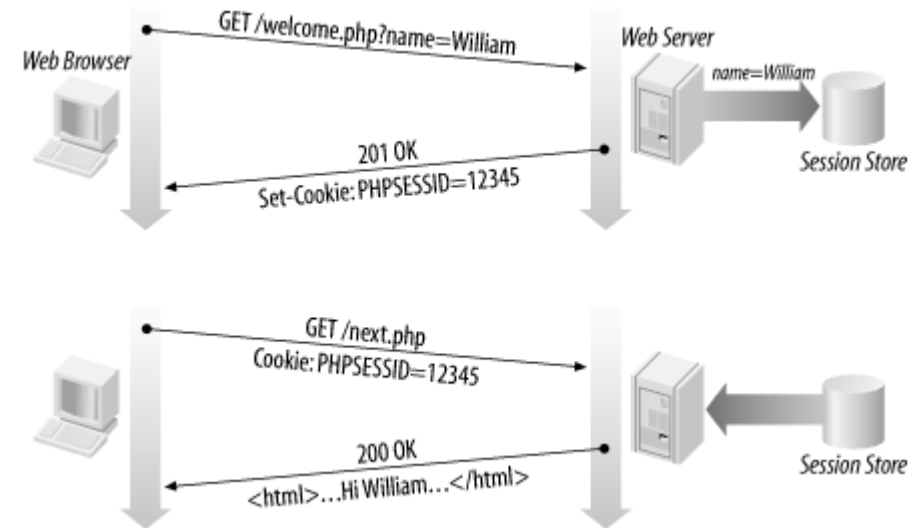 GET /welcome.php?name=William
Web Browser
Web Server
name=William
Session Store
201 OK
Set-Cookie: PHPSESSID=12345
GET /next.php
Cookie: PHPSESSID=12345
Session Store
200 OK
<html>...Hi William...</html>